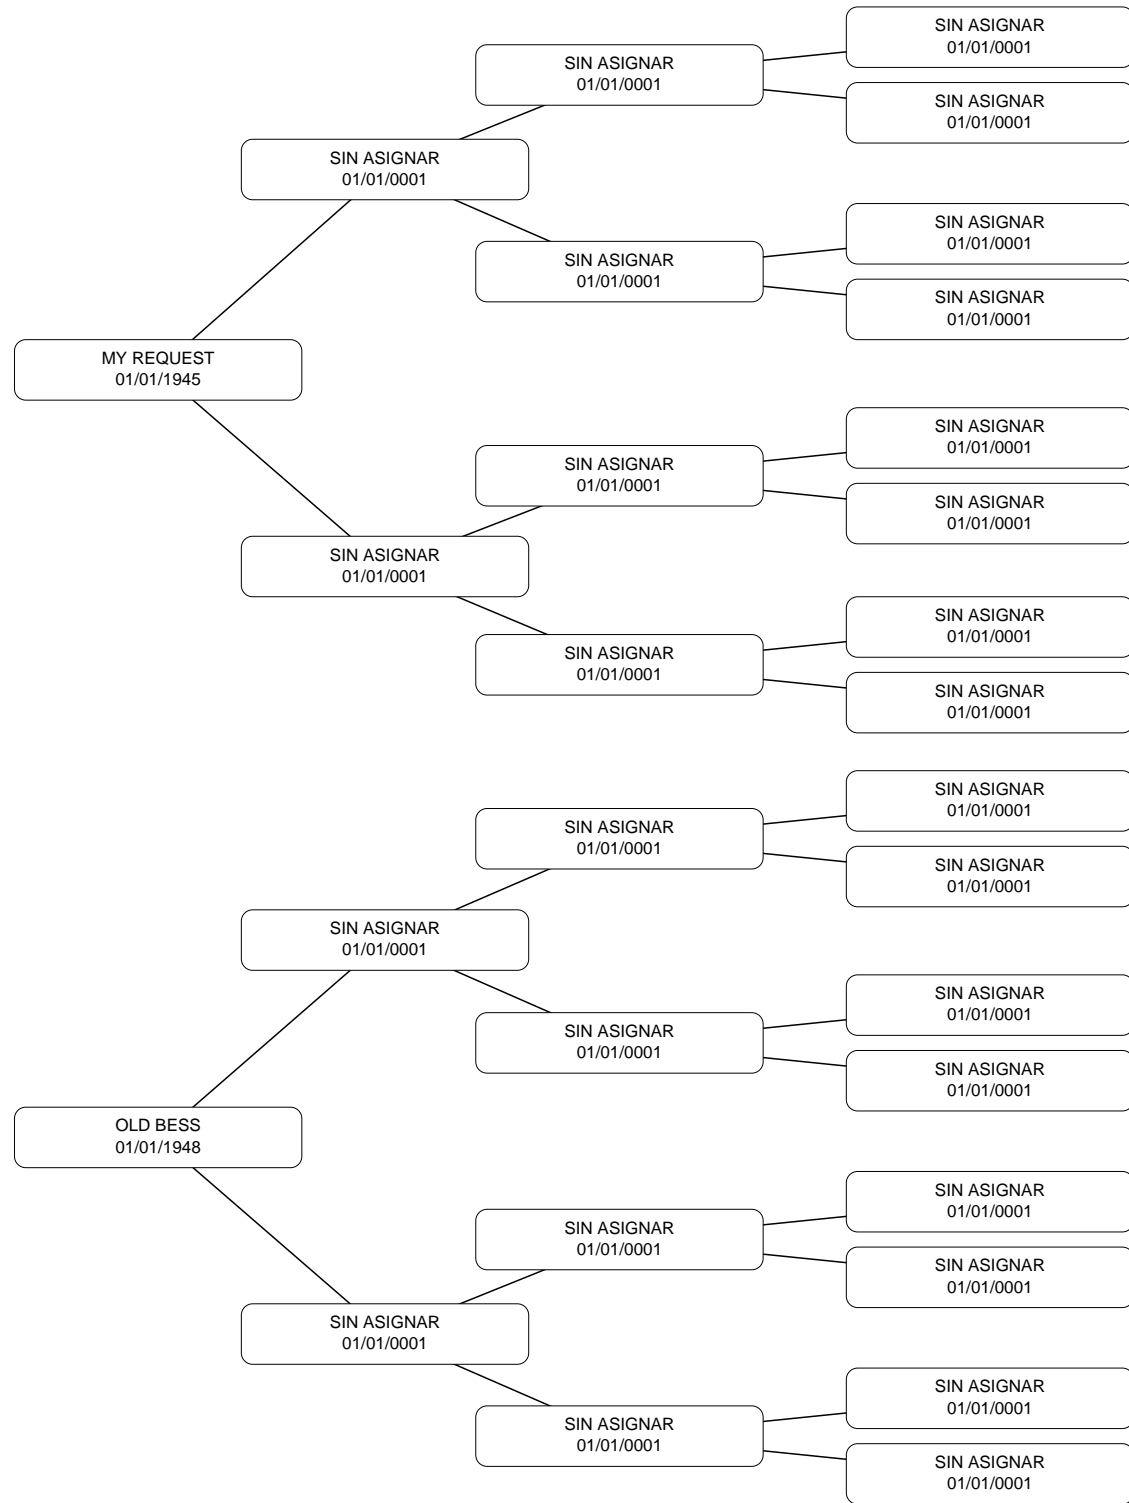 SIN ASIGNAR
01/01/0001
SIN ASIGNAR
01/01/0001
SIN ASIGNAR
01/01/0001
SIN ASIGNAR
01/01/0001
SIN ASIGNAR
01/01/0001
SIN ASIGNAR
01/01/0001
SIN ASIGNAR
01/01/0001
MY REQUEST
01/01/1945
SIN ASIGNAR
01/01/0001
SIN ASIGNAR
01/01/0001
SIN ASIGNAR
01/01/0001
SIN ASIGNAR
01/01/0001
SIN ASIGNAR
01/01/0001
SIN ASIGNAR
01/01/0001
SIN ASIGNAR
01/01/0001
SIN ASIGNAR
01/01/0001
SIN ASIGNAR
01/01/0001
SIN ASIGNAR
01/01/0001
SIN ASIGNAR
01/01/0001
SIN ASIGNAR
01/01/0001
SIN ASIGNAR
01/01/0001
SIN ASIGNAR
01/01/0001
OLD BESS
01/01/1948
SIN ASIGNAR
01/01/0001
SIN ASIGNAR
01/01/0001
SIN ASIGNAR
01/01/0001
SIN ASIGNAR
01/01/0001
SIN ASIGNAR
01/01/0001
SIN ASIGNAR
01/01/0001
SIN ASIGNAR
01/01/0001